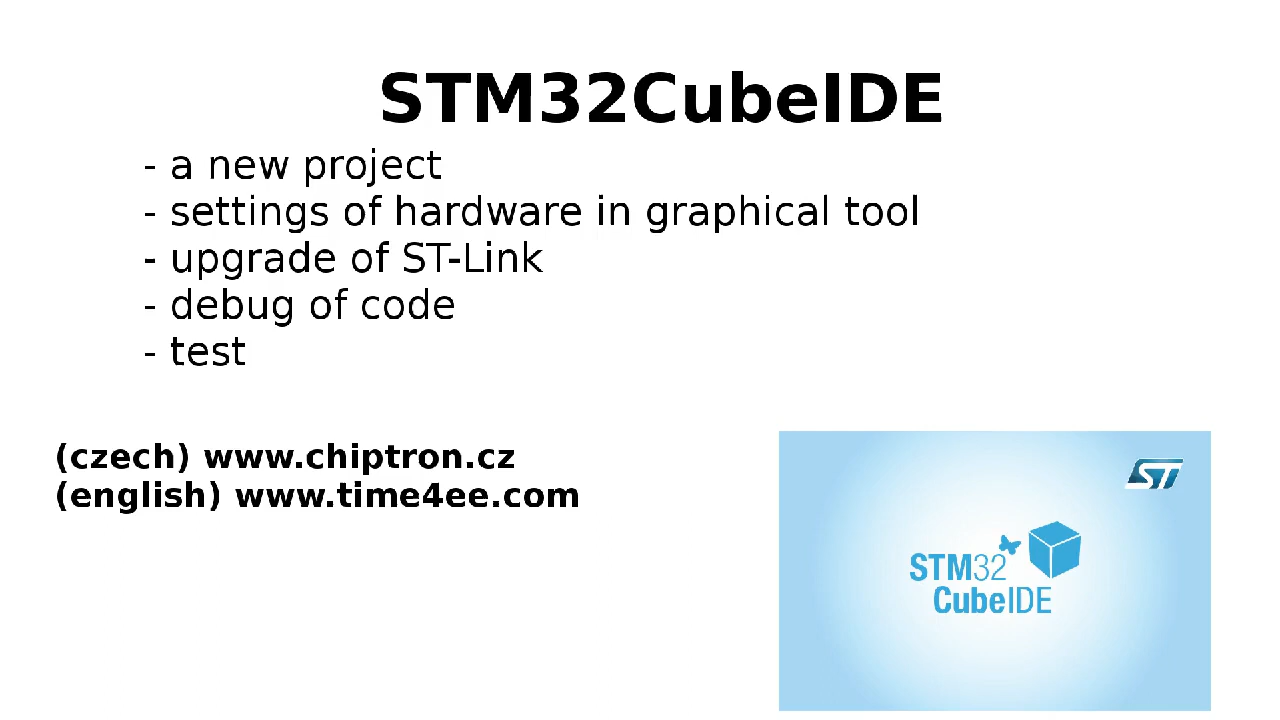 STM32CubeIDE
- a new project
- settings of hardware in graphical tool
- upgrade of ST-Link
- debug of code
- test
(czech) www.chiptron.cz
(english) www.time4ee.com
ST
STM32
CubeIDE